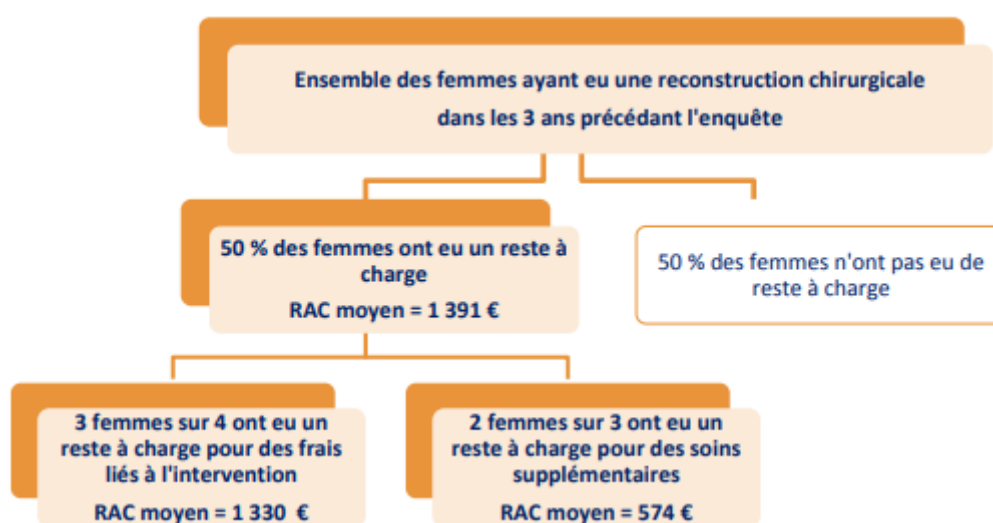 Ensemble des femmes ayant eu une reconstruction chirurgicale
dans les 3 ans précédant l'enquête
50 % des femmes ont eu un reste à
charge
RAC moyen = 1 391 €
50 % des femmes n'ont pas eu de
reste à charge
3 femmes sur 4 ont eu un
reste à charge pour des frais
liés à l'intervention
RAC moyen = 1 330 €
2 femmes sur 3 ont eu un
reste à charge pour des soins
supplémentaires
RAC moyen = 574 €